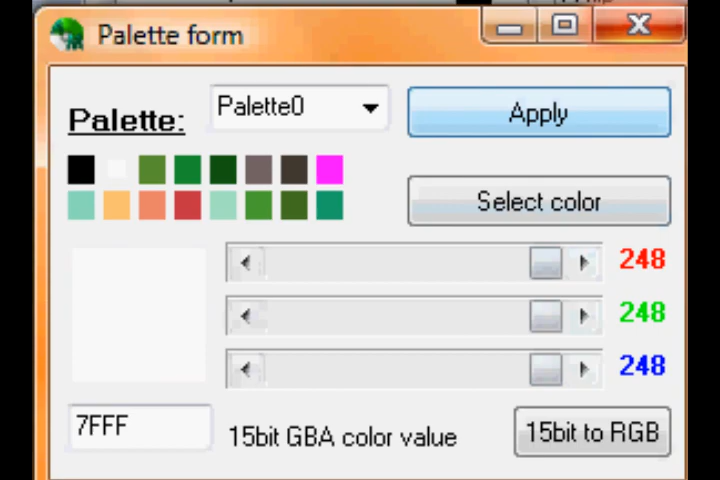 Palette form
Palette:
Palette0
Apply
Select color
248
248
248
7FFF
15bit GBA color value
15bit to RGB